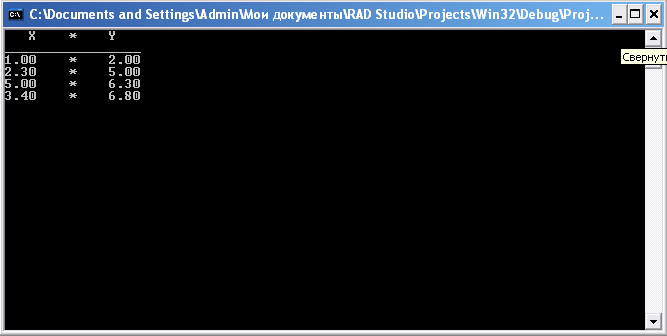 C:\Documents and Settings\Admin\Мои документы\RAD Studio\Projects\Win32\Debug\Proj...
X * Y
1.00 * 2.00
2.30 * 5.00
5.00 * 6.30
3.40 * 6.80
Свернуть